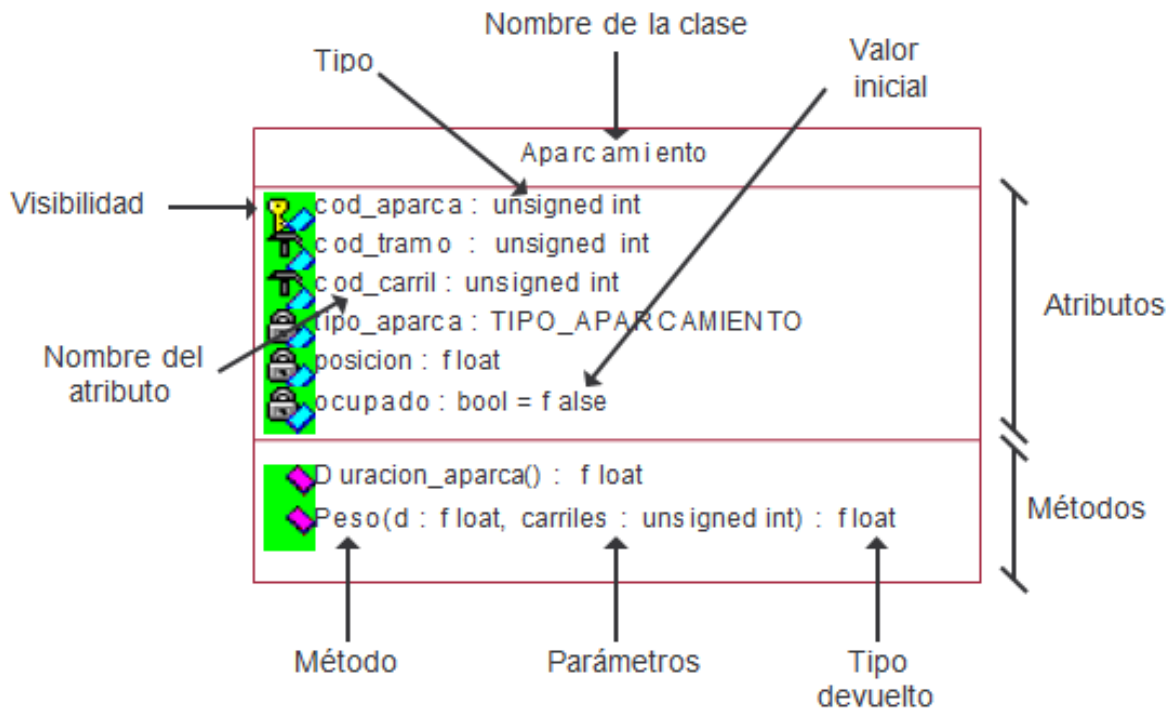 Nombre de la clase
Tipo
Valor
inicial
Aparcamiento
Visibilidad
cod_aparca : unsigned int
cod_tramo : unsigned int
cod_carril : unsigned int
tipo_aparca : TIPO_APARCAMIENTO
posicion : float
ocupado : bool = false
Atributos
Nombre del
atributo
Duracion_aparca() : float
Peso(d : float, carriles : unsigned int) : float
Métodos
Método
Parámetros
Tipo
devuelto